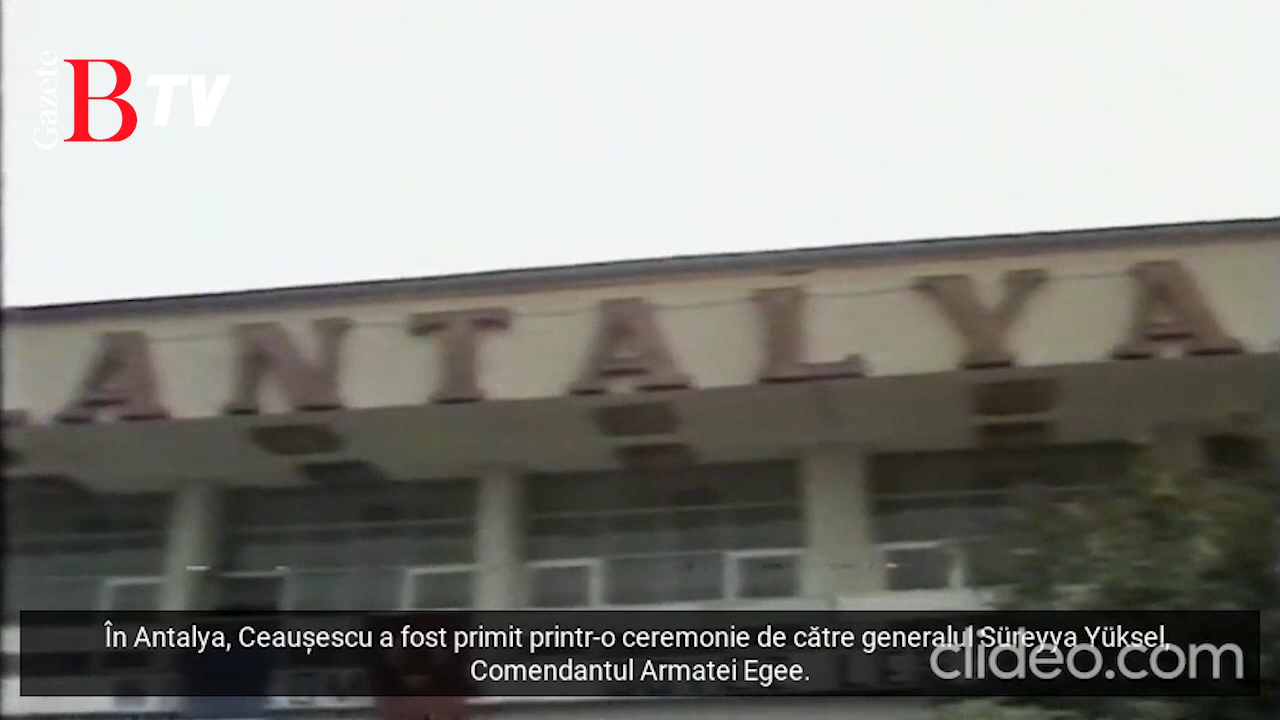 Gazete
B TV
ANTALYA
În Antalya, Ceaușescu a fost primit printr-o ceremonie de către generalul Süreyya Yüksel,
Comendantul Armatei Egee.
clideo.com